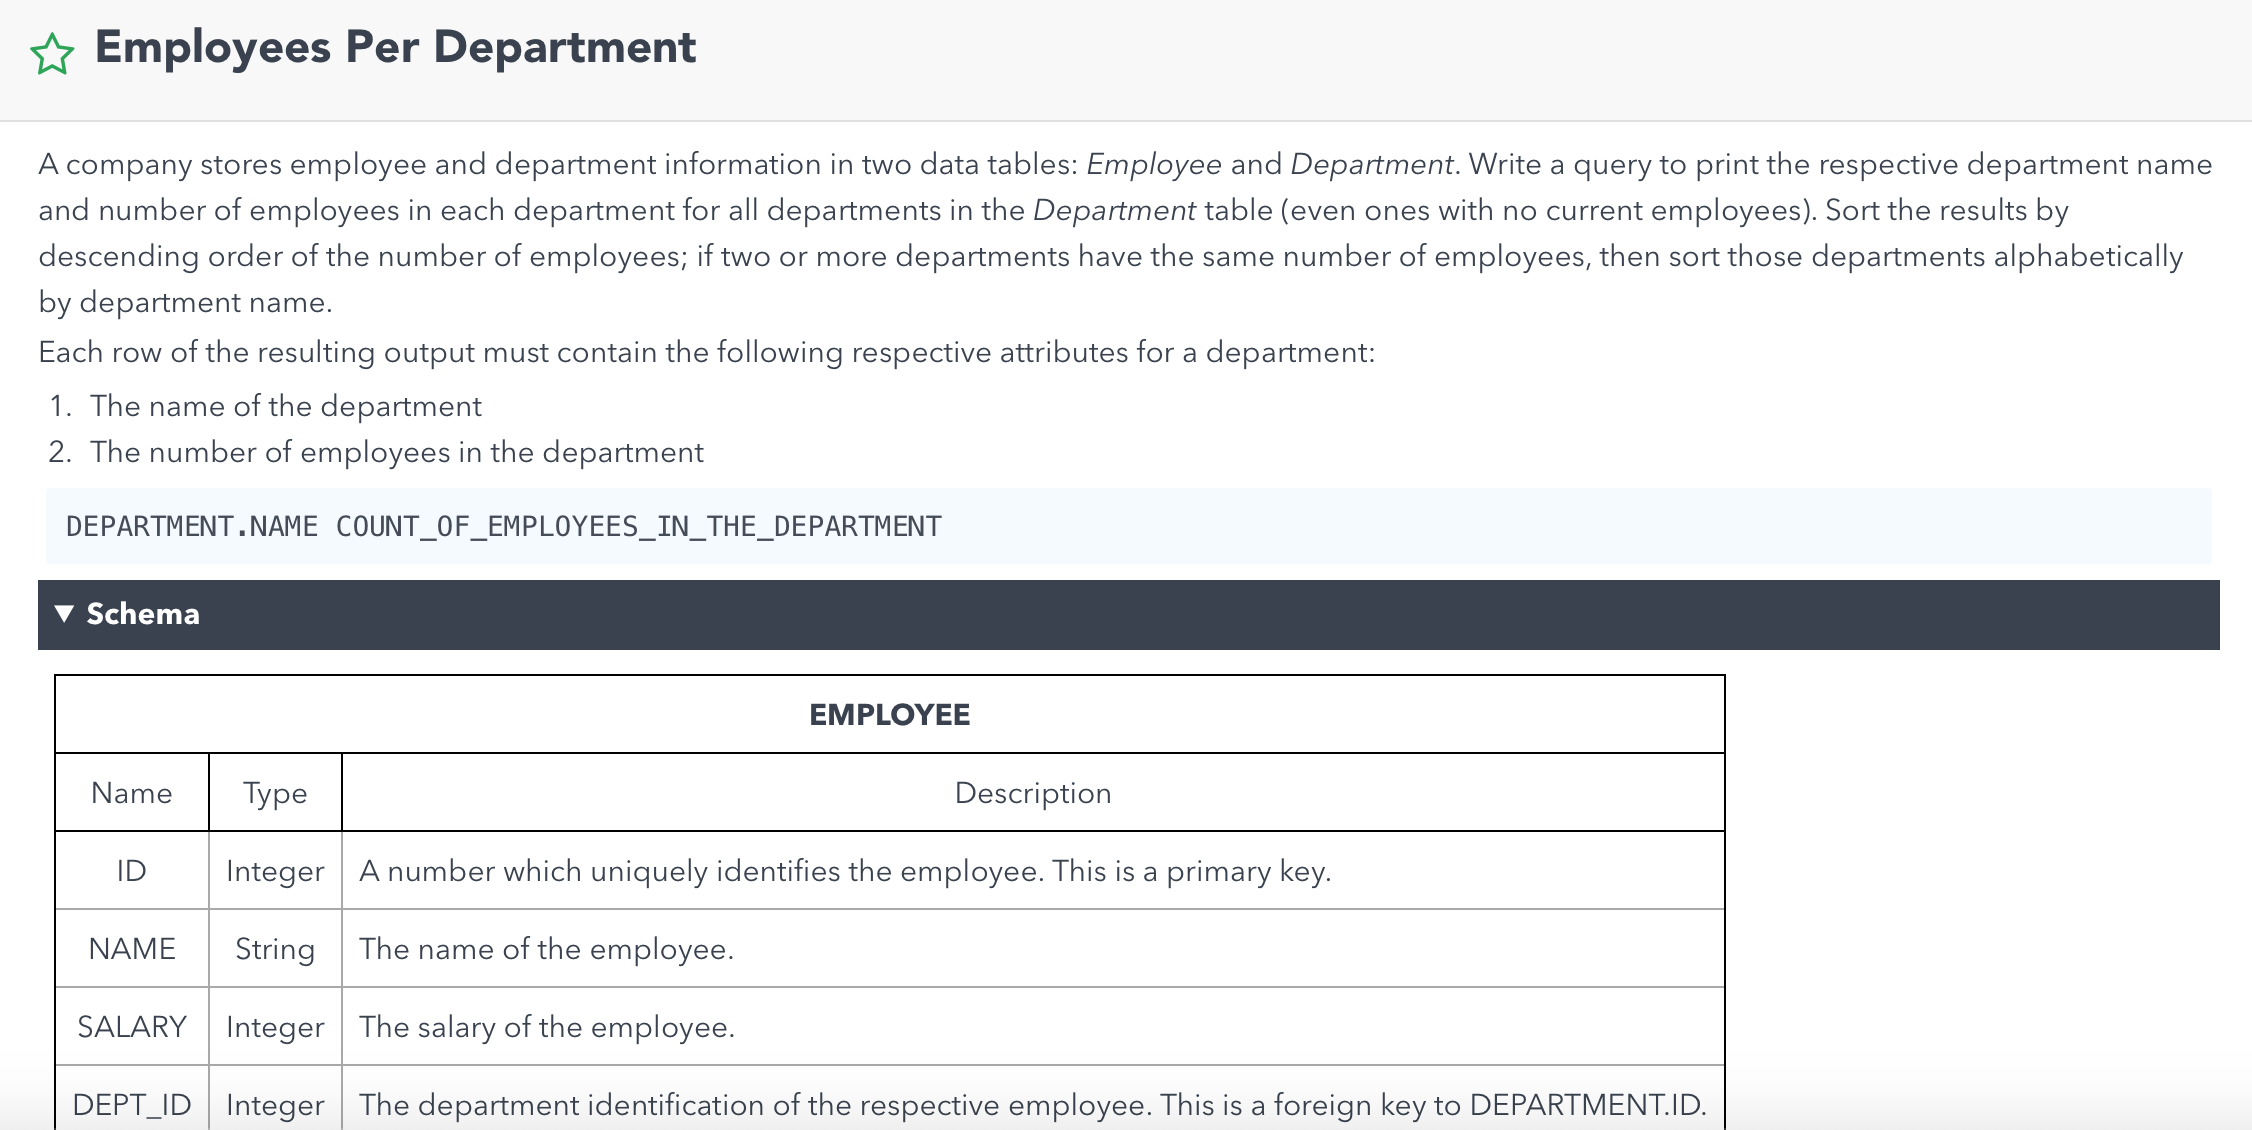 Employees Per Department
A company stores employee and department information in two data tables: Employee and Department. Write a query to print the respective department name
and number of employees in each department for all departments in the Department table (even ones with no current employees). Sort the results by
descending order of the number of employees; if two or more departments have the same number of employees, then sort those departments alphabetically
by department name.
Each row of the resulting output must contain the following respective attributes for a department:
1. The name of the department
2. The number of employees in the department
DEPARTMENT.NAME COUNT_OF_EMPLOYEES_IN_THE_DEPARTMENT
▼ Schema
EMPLOYEE
Name Type Description
ID Integer A number which uniquely identifies the employee. This is a primary key.
NAME String The name of the employee.
SALARY Integer The salary of the employee.
DEPT_ID Integer The department identification of the respective employee. This is a foreign key to DEPARTMENT.ID.